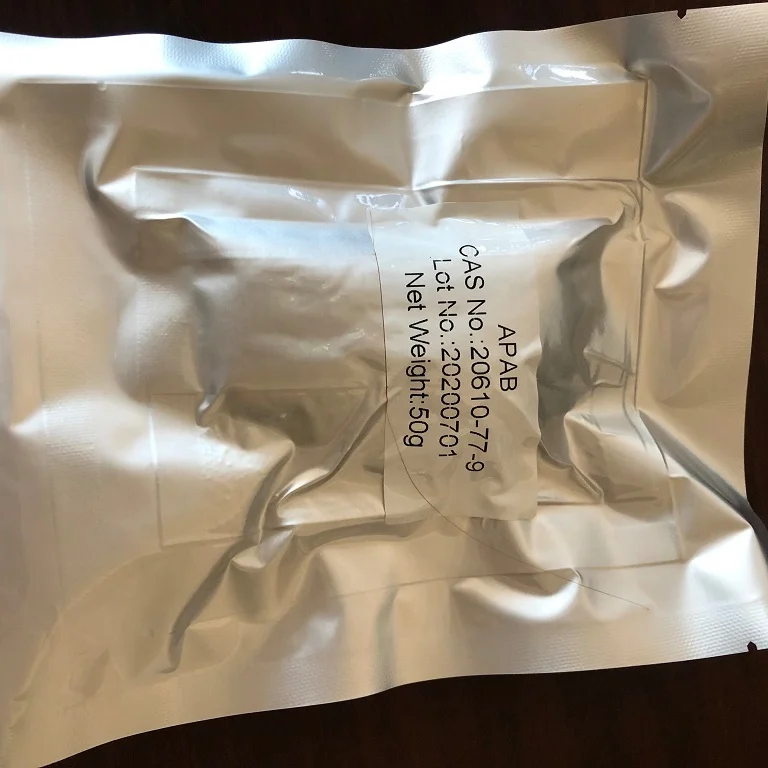 APAB
CAS No.:20610-77-9
Lot No.:20200701
Net Weight:50g